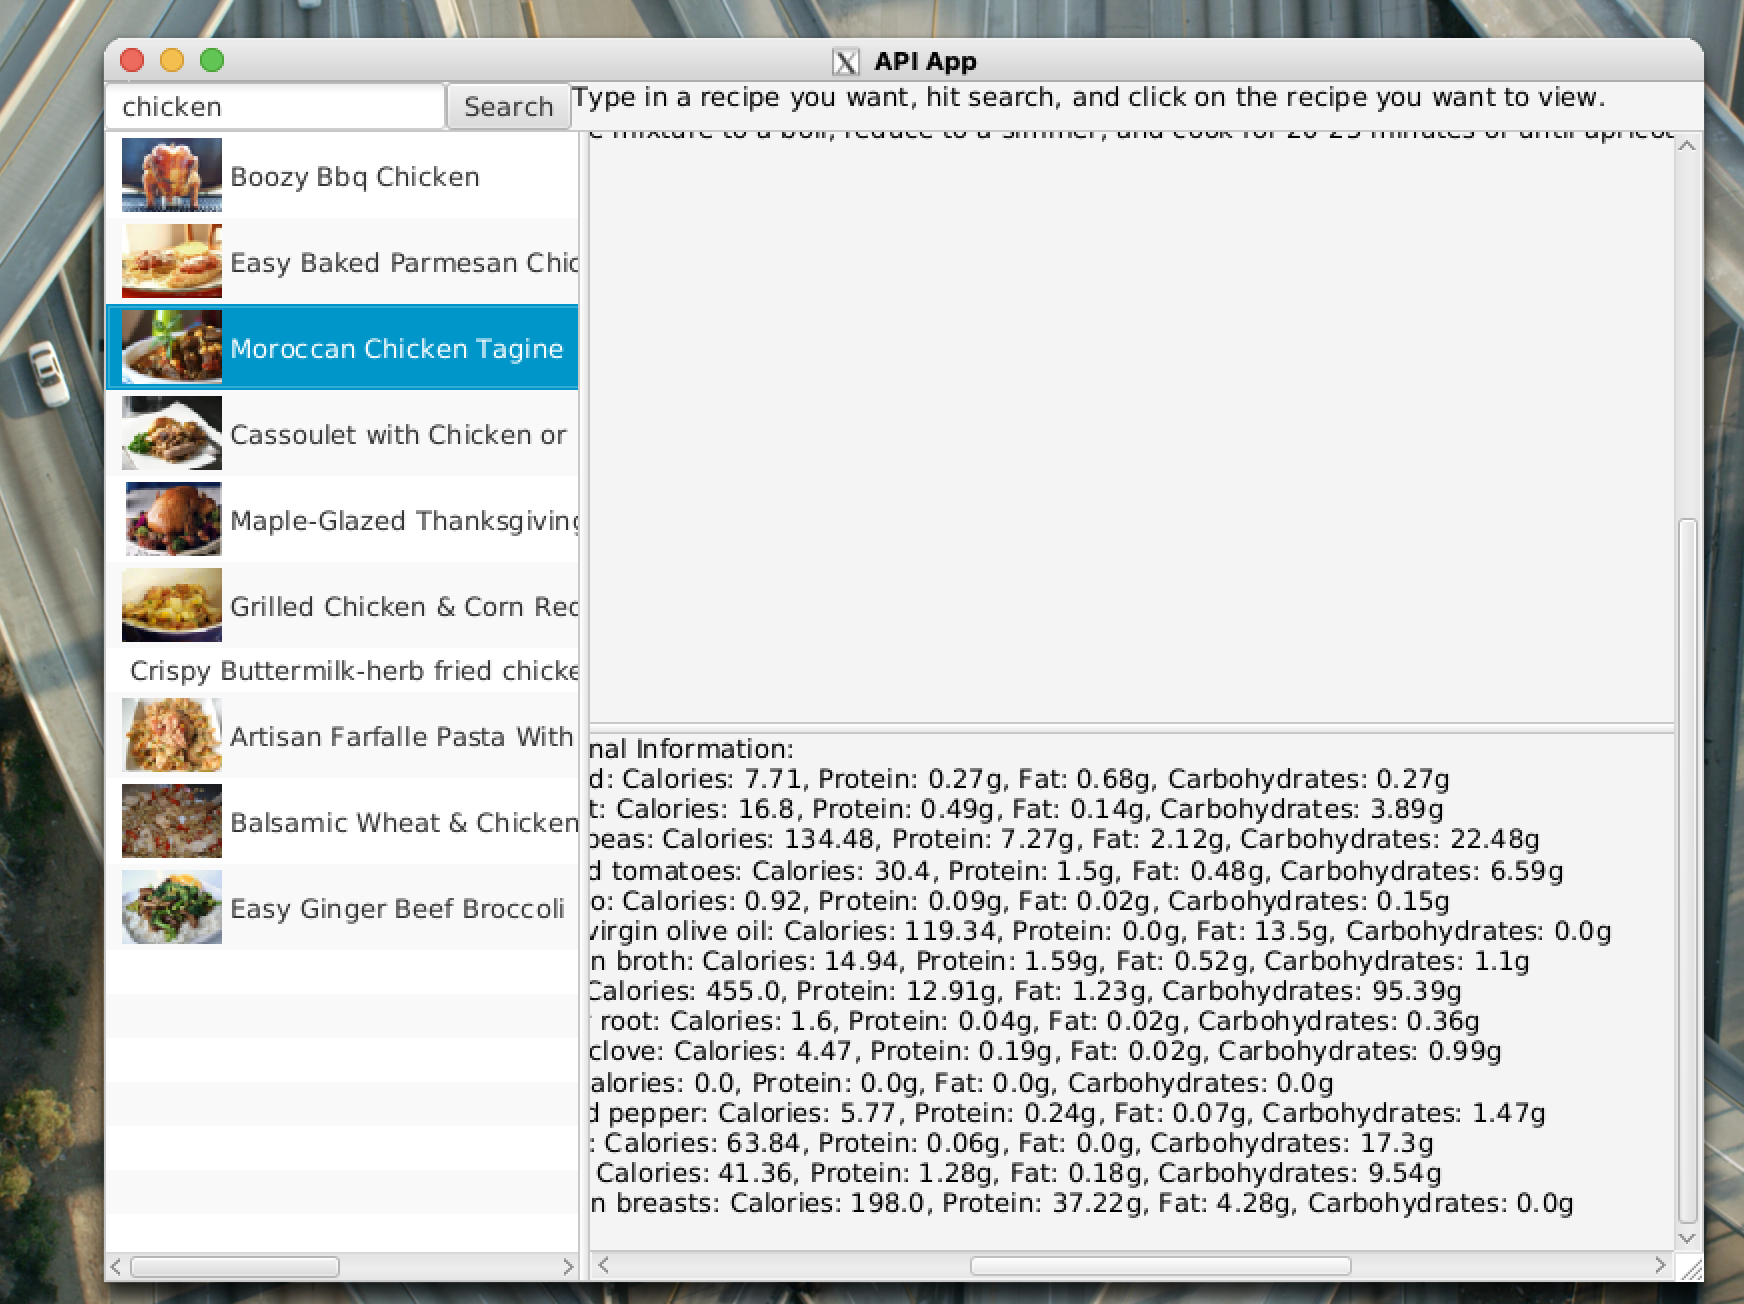 API App
chicken
Search
Type in a recipe you want, hit search, and click on the recipe you want to view.
mixture to a boil, reduce to a simmer, and cook for 20-25 minutes or until apricot
Boozy Bbq Chicken
Easy Baked Parmesan Chic
Moroccan Chicken Tagine
Cassoulet with Chicken or
Maple-Glazed Thanksgiving
Grilled Chicken & Corn Rec
Crispy Buttermilk-herb fried chicke
Artisan Farfalle Pasta With
Balsamic Wheat & Chicken
Easy Ginger Beef Broccoli
nal Information:
d: Calories: 7.71, Protein: 0.27g, Fat: 0.68g, Carbohydrates: 0.27g
t: Calories: 16.8, Protein: 0.49g, Fat: 0.14g, Carbohydrates: 3.89g
peas: Calories: 134.48, Protein: 7.27g, Fat: 2.12g, Carbohydrates: 22.48g
d tomatoes: Calories: 30.4, Protein: 1.5g, Fat: 0.48g, Carbohydrates: 6.59g
o: Calories: 0.92, Protein: 0.09g, Fat: 0.02g, Carbohydrates: 0.15g
virgin olive oil: Calories: 119.34, Protein: 0.0g, Fat: 13.5g, Carbohydrates: 0.0g
n broth: Calories: 14.94, Protein: 1.59g, Fat: 0.52g, Carbohydrates: 1.1g
Calories: 455.0, Protein: 12.91g, Fat: 1.23g, Carbohydrates: 95.39g
root: Calories: 1.6, Protein: 0.04g, Fat: 0.02g, Carbohydrates: 0.36g
clove: Calories: 4.47, Protein: 0.19g, Fat: 0.02g, Carbohydrates: 0.99g
alories: 0.0, Protein: 0.0g, Fat: 0.0g, Carbohydrates: 0.0g
d pepper: Calories: 5.77, Protein: 0.24g, Fat: 0.07g, Carbohydrates: 1.47g
: Calories: 63.84, Protein: 0.06g, Fat: 0.0g, Carbohydrates: 17.3g
Calories: 41.36, Protein: 1.28g, Fat: 0.18g, Carbohydrates: 9.54g
n breasts: Calories: 198.0, Protein: 37.22g, Fat: 4.28g, Carbohydrates: 0.0g